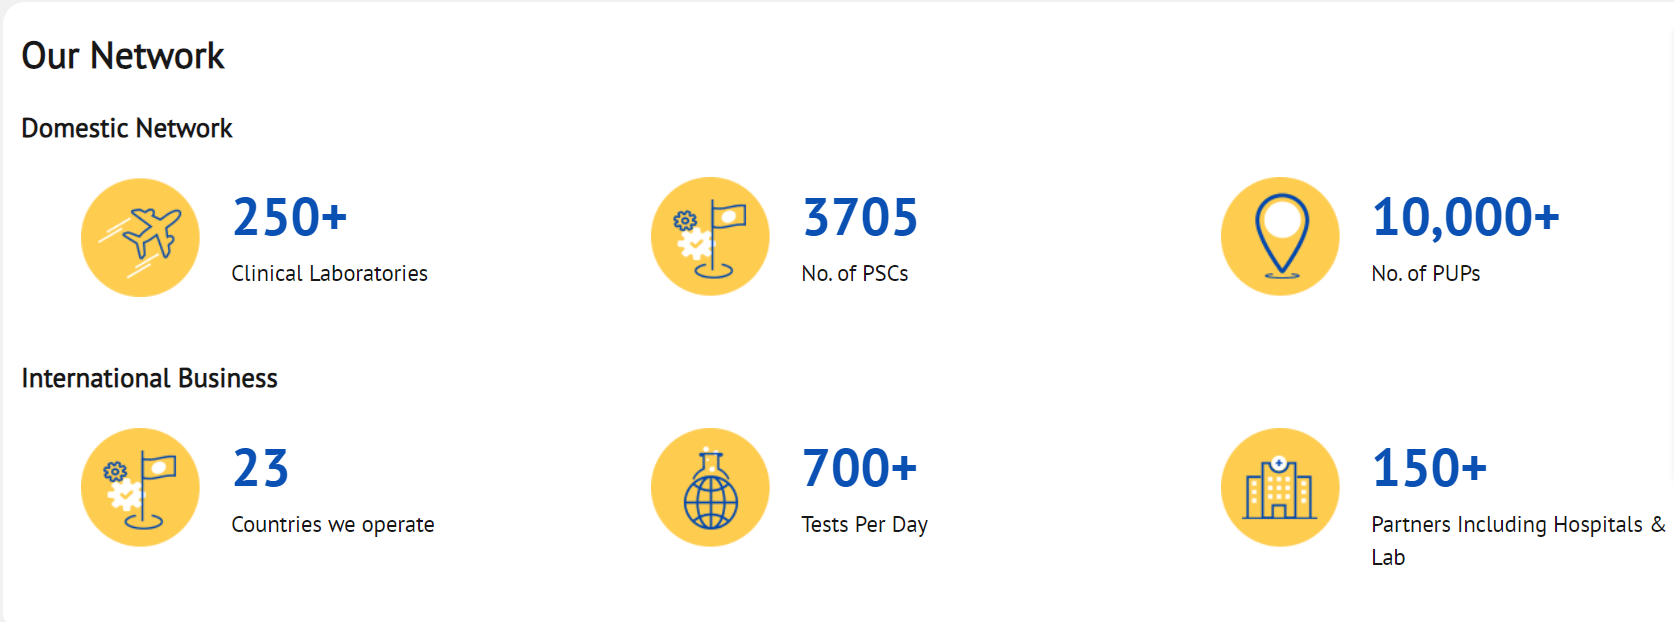 Our Network
Domestic Network
250+
Clinical Laboratories
3705
No. of PSCs
10,000+
No. of PUPs
International Business
23
Countries we operate
700+
Tests Per Day
150+
Partners Including Hospitals &
Lab